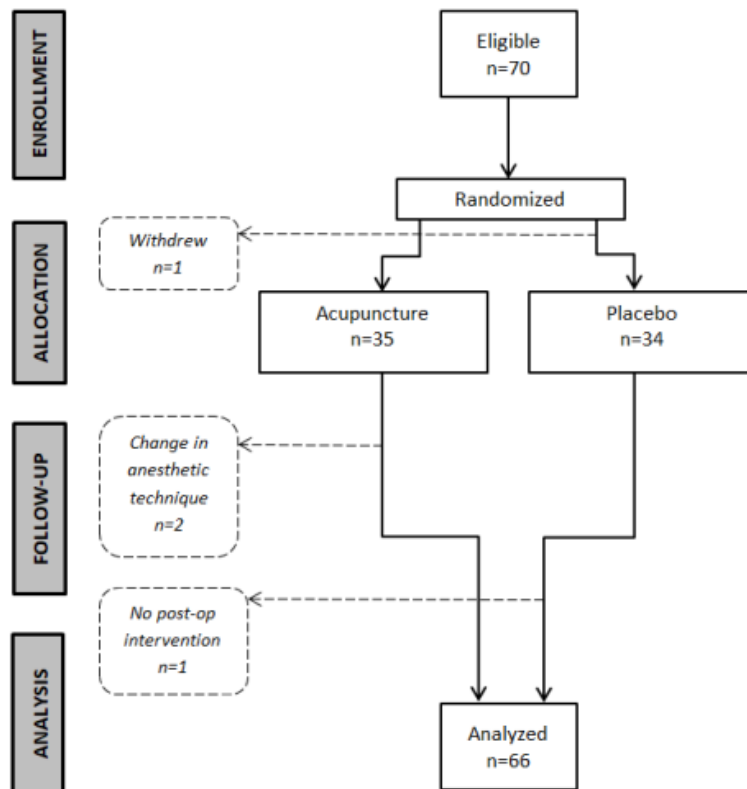 ENROLLMENT
Eligible
n=70
Randomized
ALLOCATION
Withdrew
n=1
Acupuncture
n=35
Placebo
n=34
FOLLOW-UP
Change in
anesthetic
technique
n=2
No post-op
intervention
n=1
ANALYSIS
Analyzed
n=66